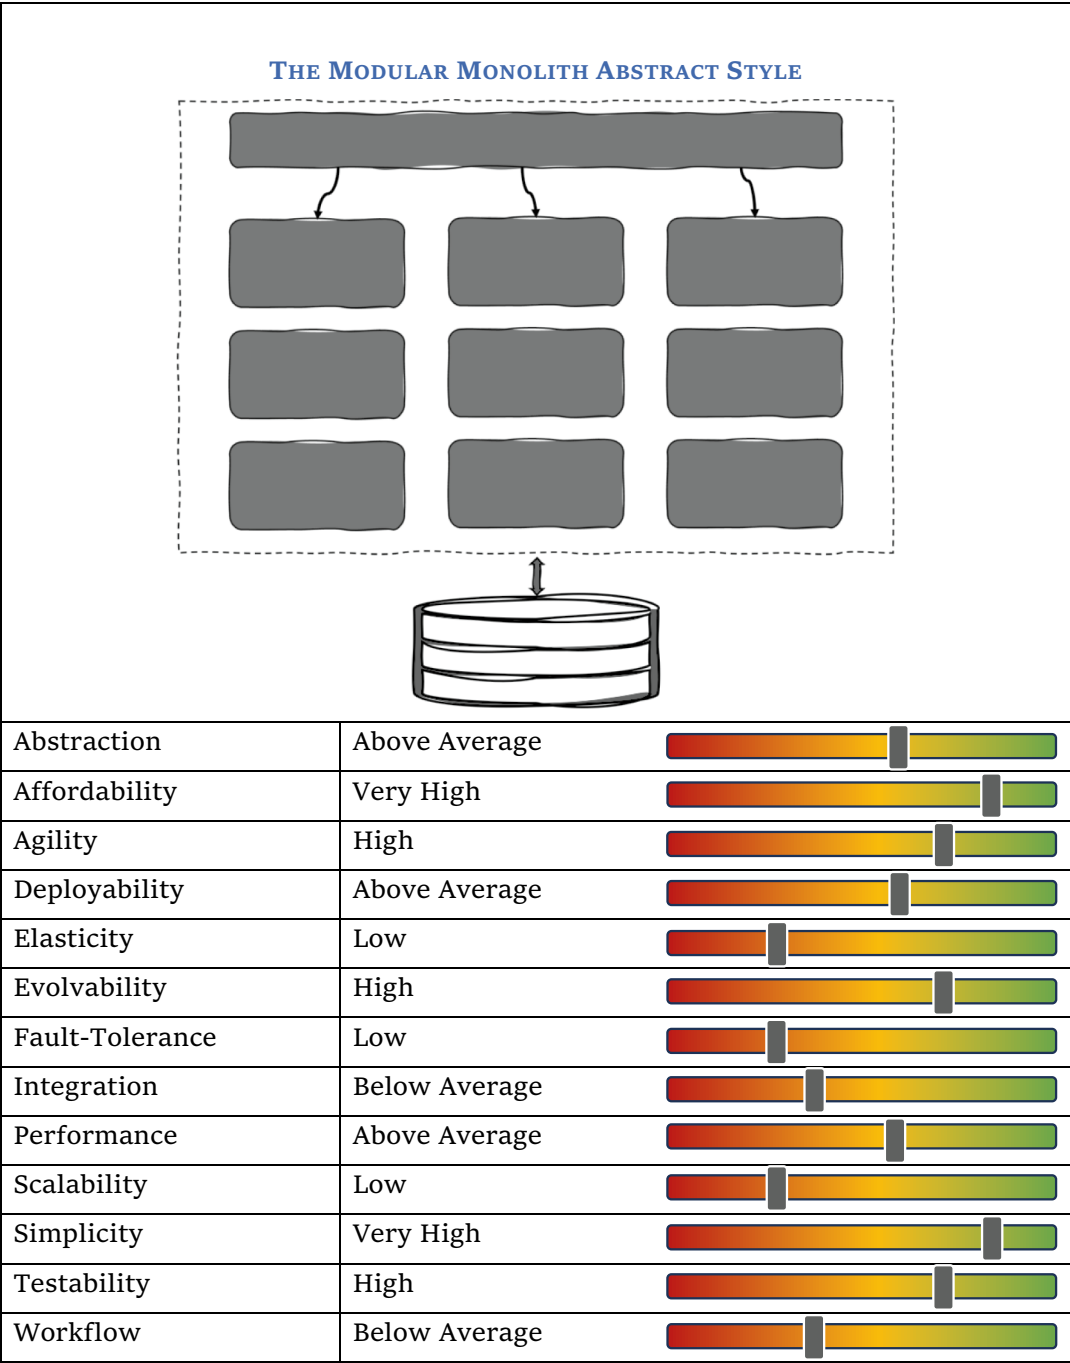 The Modular Monolith Abstract Style
Abstraction Above Average
Affordability Very High
Agility High
Deployability Above Average
Elasticity Low
Evolvability High
Fault-Tolerance Low
Integration Below Average
Performance Above Average
Scalability Low
Simplicity Very High
Testability High
Workflow Below Average